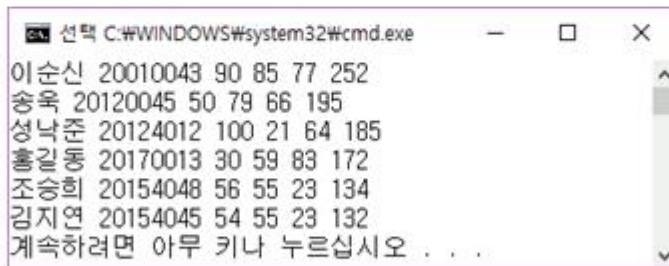 선택 C:₩WINDOWS₩system32₩cmd.exe
이순신 20010043 90 85 77 252
송욱 20120045 50 79 66 195
성낙준 20124012 100 21 64 185
홍길동 20170013 30 59 83 172
조승희 20154048 56 55 23 134
김지연 20154045 54 55 23 132
계속하려면 아무 키나 누르십시오 . . .